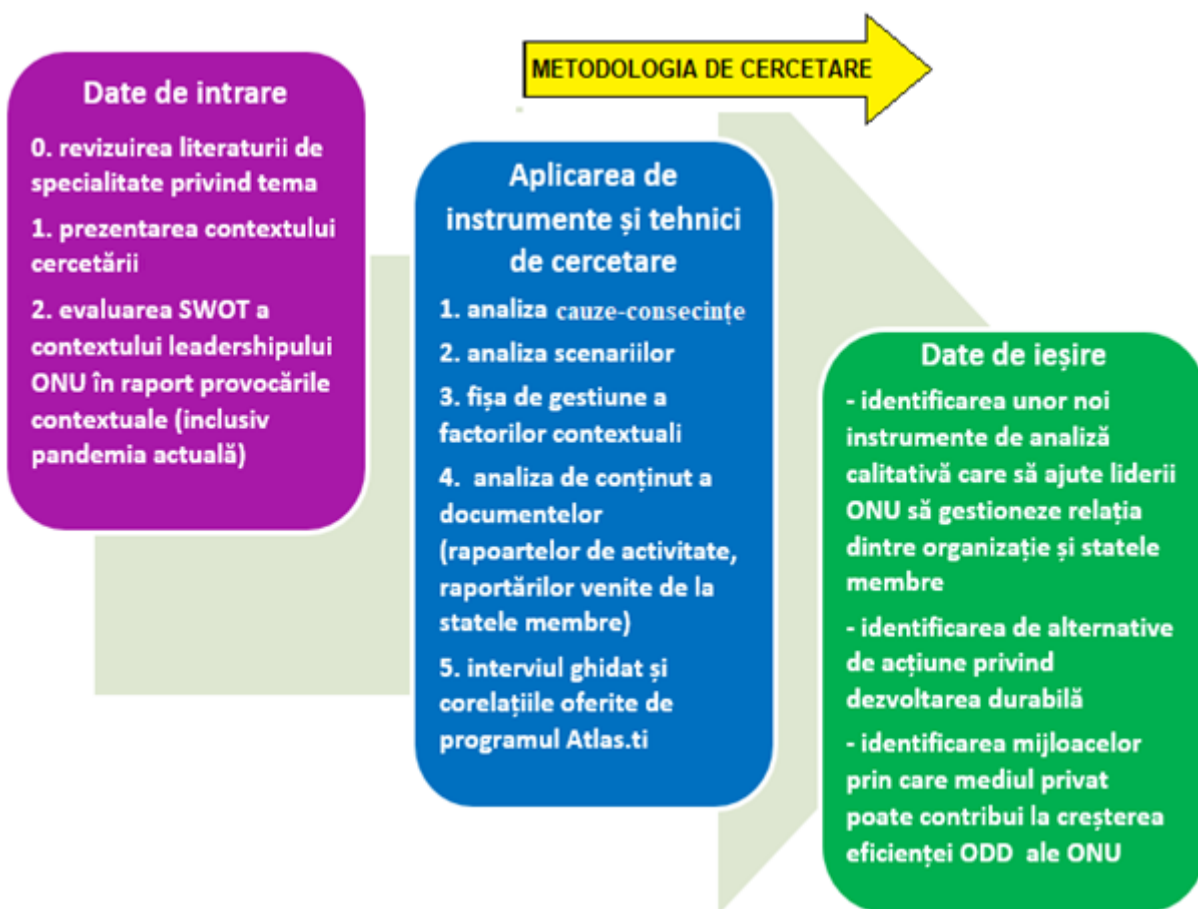 METODOLOGIA DE CERCETARE
Date de intrare
0. revizuirea literaturii de
specialitate privind tema
1. prezentarea contextului
cercetării
2. evaluarea SWOT a
contextului leadershipului
ONU în raport provocările
contextuale (inclusiv
pandemia actuală)
Aplicarea de
instrumente și tehnici
de cercetare
1. analiza cauze-consecințe
2. analiza scenariilor
3. fișa de gestiune a
factorilor contextuali
4. analiza de conținut a
documentelor
(rapoartelor de activitate,
raportărilor venite de la
statele membre)
5. interviul ghidat și
corelațiile oferite de
programul Atlas.ti
Date de ieșire
- identificarea unor noi
instrumente de analiză
calitativă care să ajute liderii
ONU să gestioneze relația
dintre organizație și statele
membre
- identificarea de alternative
de acțiune privind
dezvoltarea durabilă
- identificarea mijloacelor
prin care mediul privat
poate contribui la creșterea
eficienței ODD ale ONU